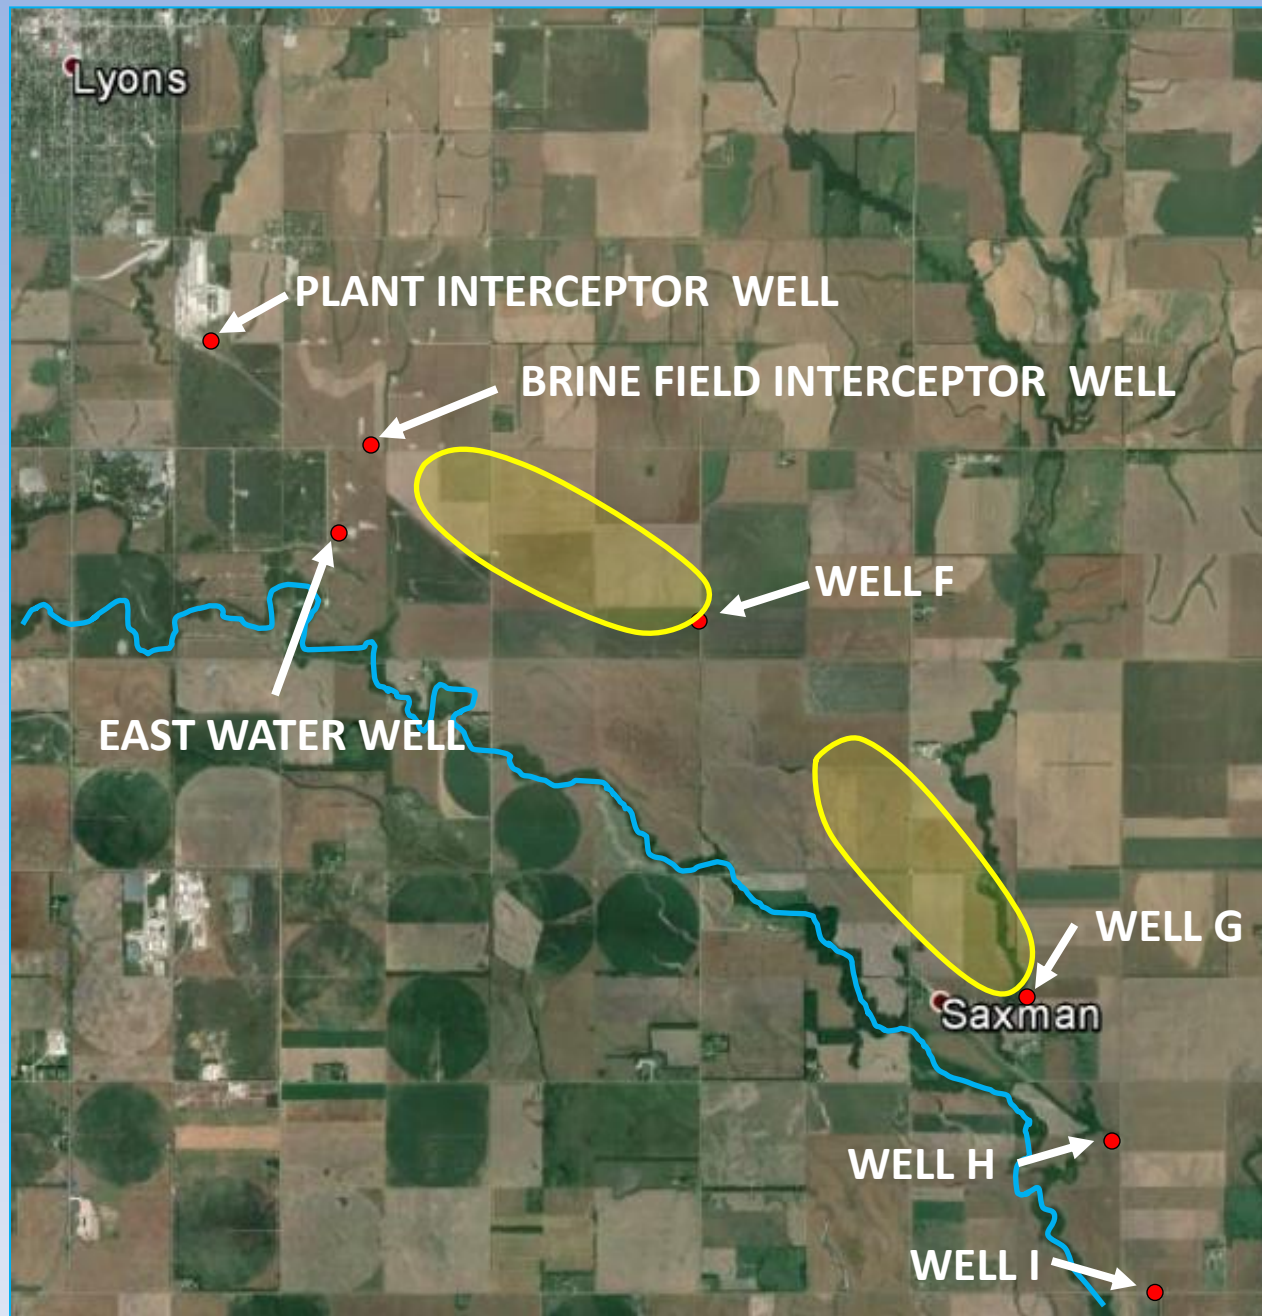 Lyons
PLANT INTERCEPTOR WELL
BRINE FIELD INTERCEPTOR WELL
WELL F
EAST WATER WELL
WELL G
Saxman
WELL H
WELL I